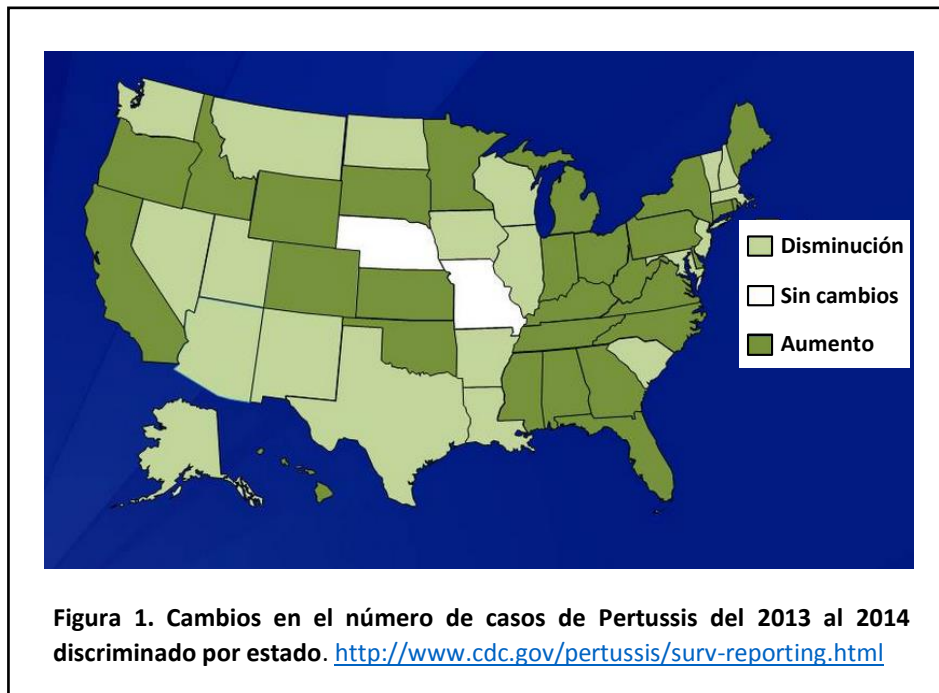 Disminución
Sin cambios
Aumento
Figura 1. Cambios en el número de casos de Pertussis del 2013 al 2014
discriminado por estado. http://www.cdc.gov/pertussis/surv-reporting.html